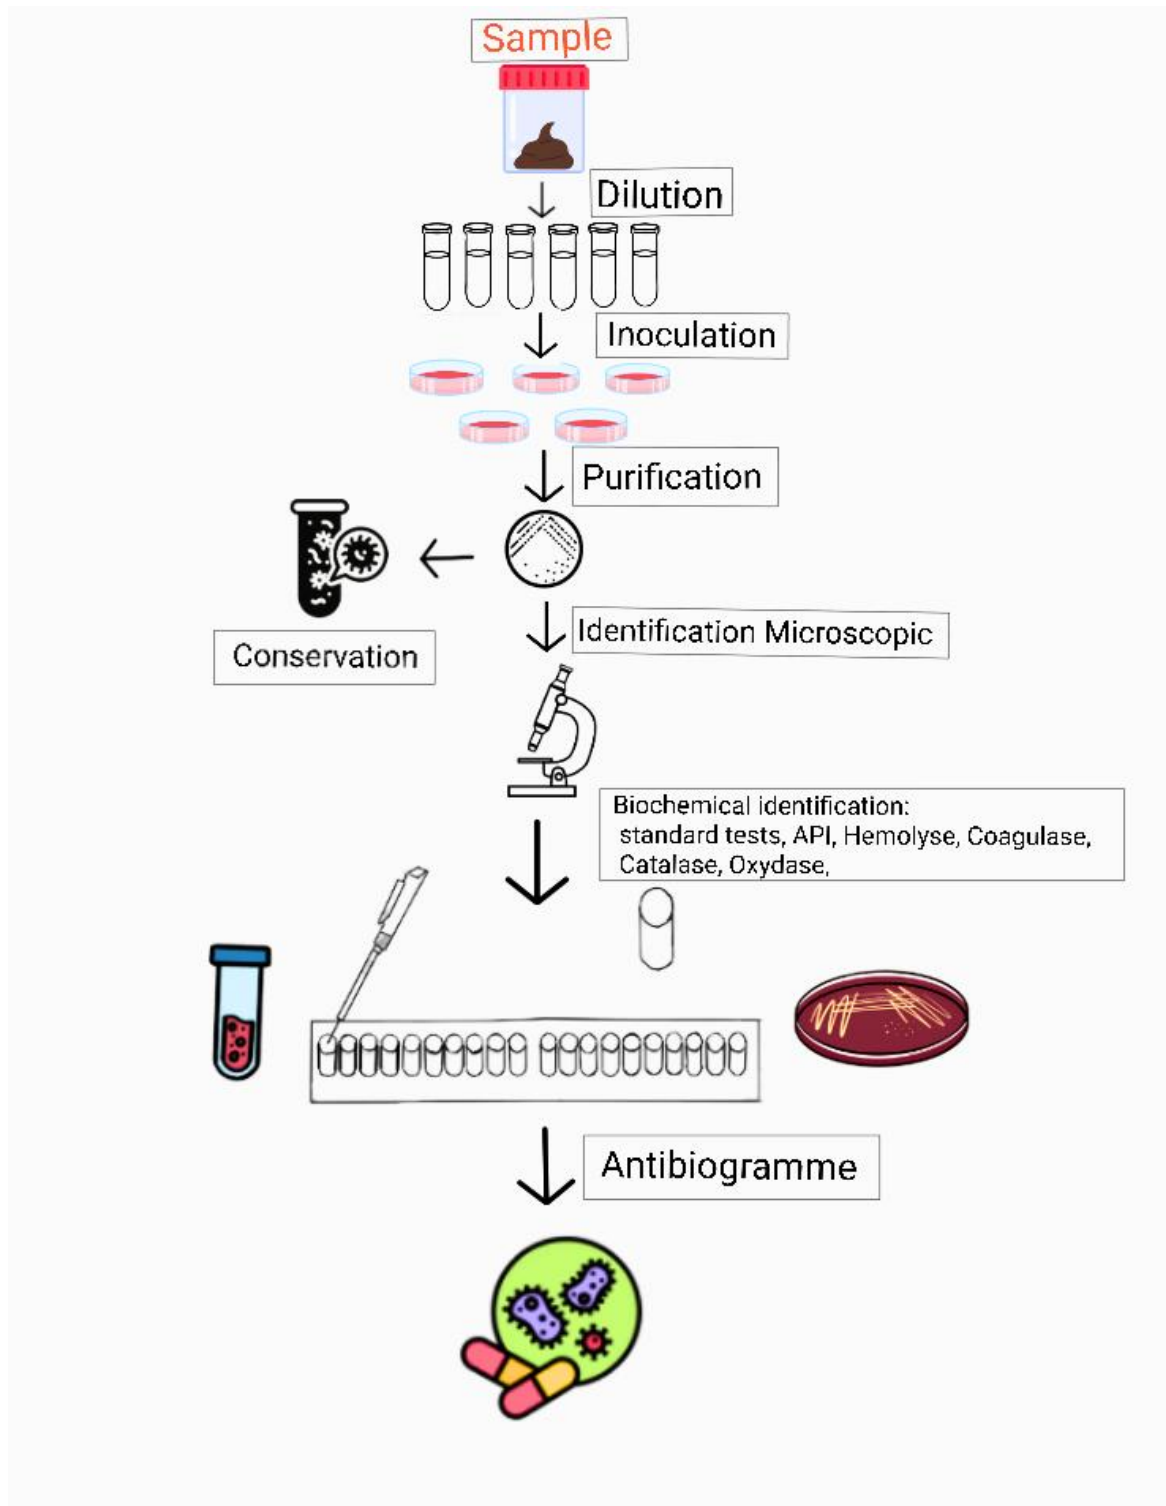 Sample
Dilution
Inoculation
Purification
Identification Microscopic
Conservation
Biochemical identification:
standard tests, API, Hemolyse, Coagulase,
Catalase, Oxydase,
Antibiogramme